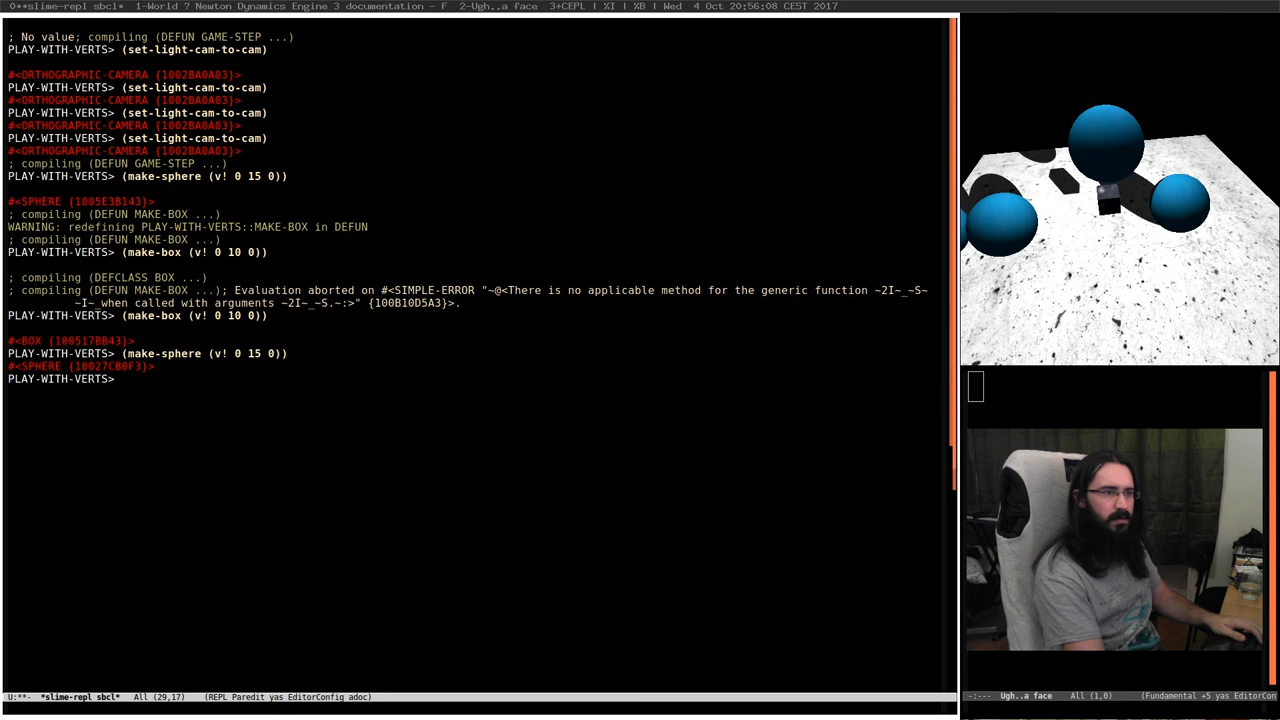 0**slime-repl sbcl*  1-World ? Newton Dynamics Engine 3 documentation - F  2-Ugh..a face  3+CEPL | %I | %B | Wed  4 Oct 20:56:08 CEST 2017
; No value; compiling (DEFUN GAME-STEP ...)
PLAY-WITH-VERTS> (set-light-cam-to-cam)
#<ORTHOGRAPHIC-CAMERA {1002BA0A03}>
PLAY-WITH-VERTS> (set-light-cam-to-cam)
#<ORTHOGRAPHIC-CAMERA {1002BA0A03}>
PLAY-WITH-VERTS> (set-light-cam-to-cam)
#<ORTHOGRAPHIC-CAMERA {1002BA0A03}>
PLAY-WITH-VERTS> (set-light-cam-to-cam)
#<ORTHOGRAPHIC-CAMERA {1002BA0A03}>
; compiling (DEFUN GAME-STEP ...)
PLAY-WITH-VERTS> (make-sphere (v! 0 15 0))
#<SPHERE {1005E3B143}>
; compiling (DEFUN MAKE-BOX ...)
WARNING: redefining PLAY-WITH-VERTS::MAKE-BOX in DEFUN
; compiling (DEFUN MAKE-BOX ...)
PLAY-WITH-VERTS> (make-box (v! 0 10 0))
; compiling (DEFCLASS BOX ...)
; compiling (DEFUN MAKE-BOX ...); Evaluation aborted on #<SIMPLE-ERROR "~@<There is no applicable method for the generic function ~2I~_~S~
~I~_ when called with arguments ~2I~_~S.~:>" {100B10D5A3}>.
PLAY-WITH-VERTS> (make-box (v! 0 10 0))
#<BOX {100517BB43}>
PLAY-WITH-VERTS> (make-sphere (v! 0 15 0))
#<SPHERE {10027CB0F3}>
PLAY-WITH-VERTS>
U:**-  *slime-repl sbcl*   All (29,17)   (REPL Paredit yas EditorConfig adoc)
-:---  Ugh..a face   All (1,0)   (Fundamental +5 yas EditorCon